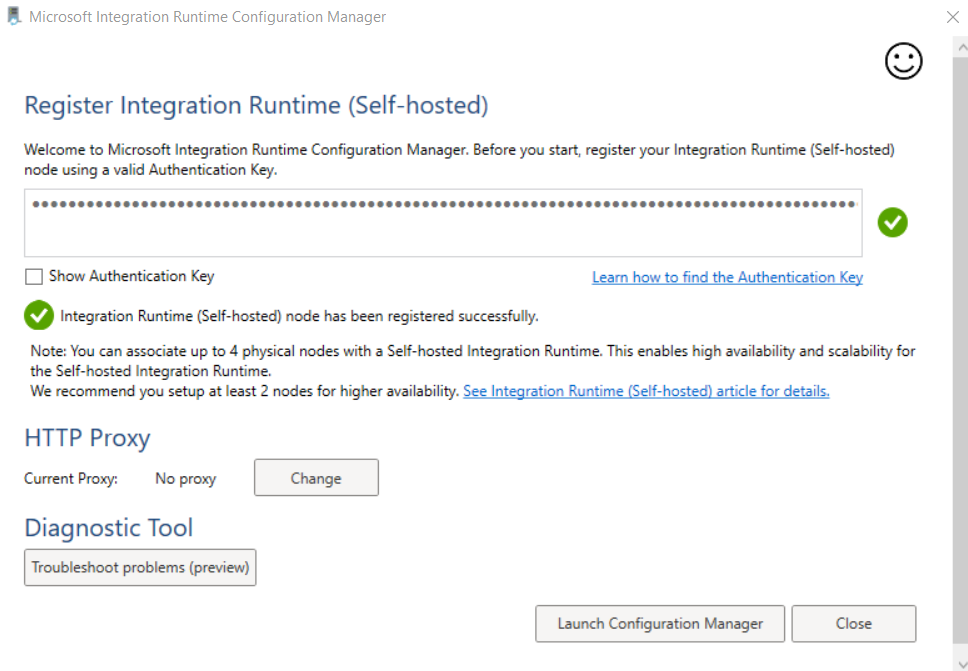 Microsoft Integration Runtime Configuration Manager
Register Integration Runtime (Self-hosted)
Welcome to Microsoft Integration Runtime Configuration Manager. Before you start, register your Integration Runtime (Self-hosted)
node using a valid Authentication Key.
Show Authentication Key
Learn how to find the Authentication Key
Integration Runtime (Self-hosted) node has been registered successfully.
Note: You can associate up to 4 physical nodes with a Self-hosted Integration Runtime. This enables high availability and scalability for
the Self-hosted Integration Runtime.
We recommend you setup at least 2 nodes for higher availability. See Integration Runtime (Self-hosted) article for details.
HTTP Proxy
Current Proxy: No proxy Change
Diagnostic Tool
Troubleshoot problems (preview)
Launch Configuration Manager Close